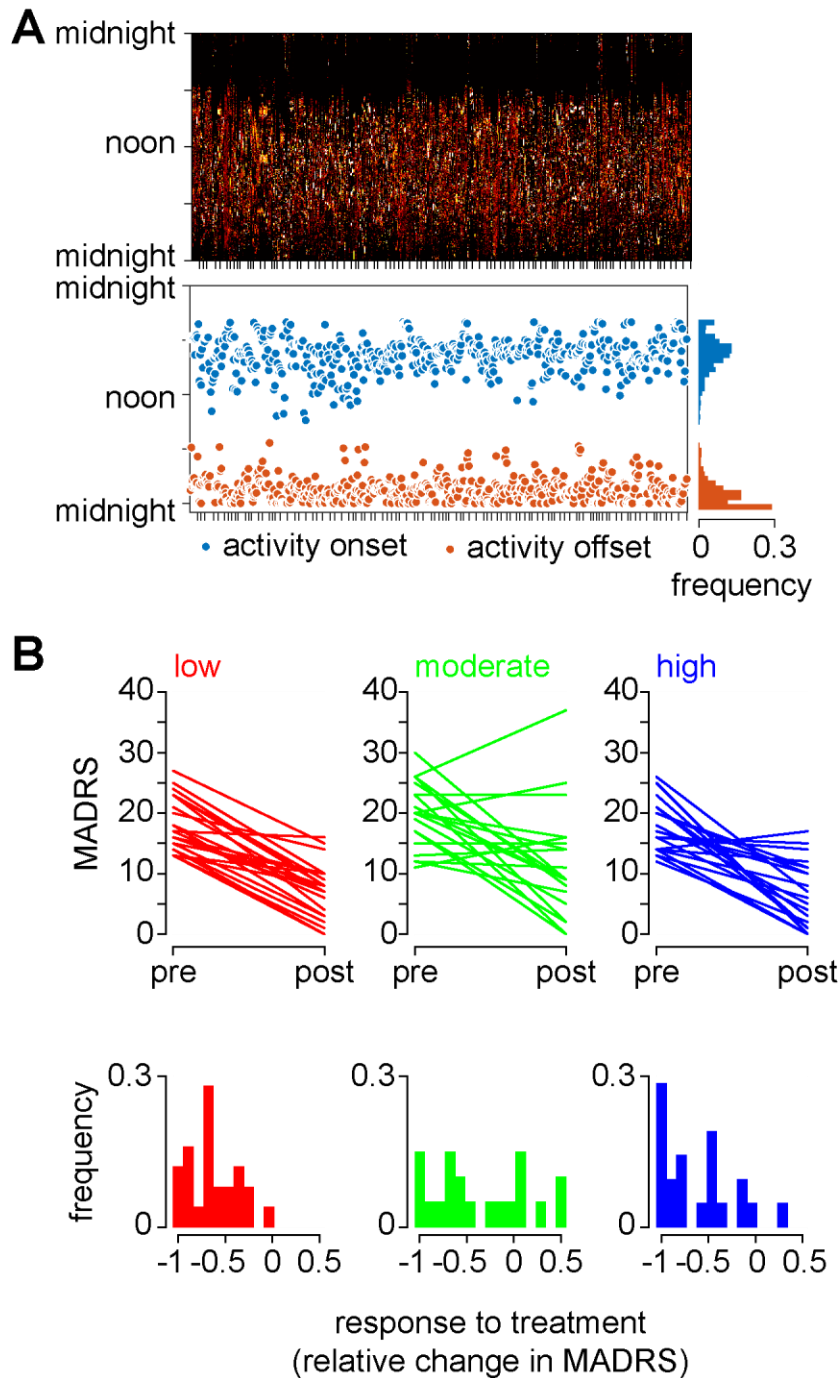 A
midnight
noon
midnight
midnight
noon
midnight
activity onset activity offset
0 0.3
frequency
B
low moderate high
MADRS
40 40 40
30 30 30
20 20 20
10 10 10
0 0 0
pre post pre post pre post
frequency
0.3 0.3 0.3
0 0 0
-1 -0.5 0 0.5 -1 -0.5 0 0.5 -1 -0.5 0 0.5
response to treatment
(relative change in MADRS)